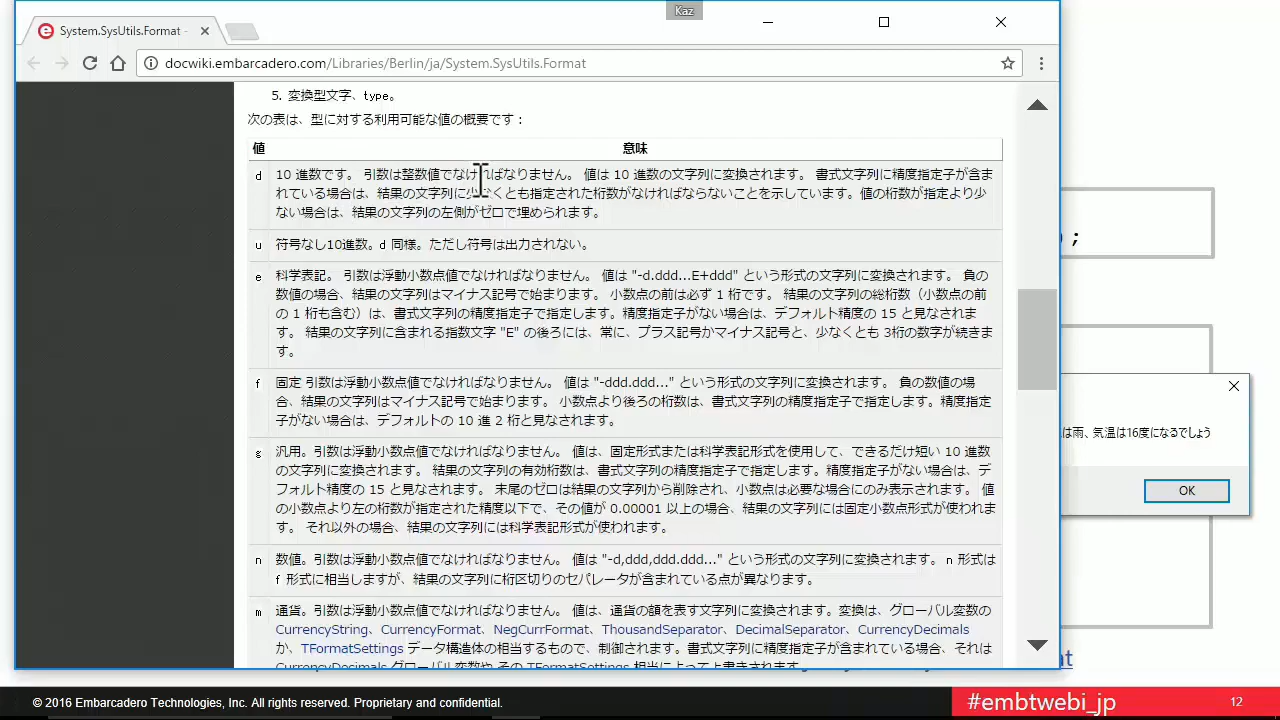 Kaz
System.SysUtils.Format -
docwiki.embarcadero.com/Libraries/Berlin/ja/System.SysUtils.Format
5. 変換型文字、type。
次の表は、型に対する利用可能な値の概要です：
値 意味
d 10 進数です。 引数は整数値でなければなりません。 値は 10 進数の文字列に変換されます。 書式文字列に精度指定子が含ま
れている場合は、結果の文字列に少なくとも指定された桁数がなければならないことを示しています。値の桁数が指定より少
ない場合は、結果の文字列の左側がゼロで埋められます。
u 符号なし10進数。d 同様。ただし符号は出力されない。
e 科学表記。 引数は浮動小数点値でなければなりません。 値は "-d.ddd...E+ddd" という形式の文字列に変換されます。 負の
数値の場合、結果の文字列はマイナス記号で始まります。 小数点の前は必ず 1 桁です。 結果の文字列の総桁数（小数点の前
の 1 桁も含む）は、書式文字列の精度指定子で指定します。精度指定子がない場合は、デフォルト精度の 15 と見なされま
す。 結果の文字列に含まれる指数文字 "E" の後ろには、常に、プラス記号かマイナス記号と、少なくとも 3桁の数字が続きま
す。
f 固定 引数は浮動小数点値でなければなりません。 値は "-ddd.ddd..." という形式の文字列に変換されます。 負の数値の場
合、結果の文字列はマイナス記号で始まります。 小数点より後ろの桁数は、書式文字列の精度指定子で指定します。精度指定
子がない場合は、デフォルトの 10 進 2 桁と見なされます。
g 汎用。引数は浮動小数点値でなければなりません。 値は、固定形式または科学表記形式を使用して、できるだけ短い 10 進数
の文字列に変換されます。 結果の文字列の有効桁数は、書式文字列の精度指定子で指定します。精度指定子がない場合は、デ
フォルト精度の 15 と見なされます。 末尾のゼロは結果の文字列から削除され、小数点は必要な場合にのみ表示されます。 値
の小数点より左の桁数が指定された精度以下で、その値が 0.00001 以上の場合、結果の文字列には固定小数点形式が使われま
す。 それ以外の場合、結果の文字列には科学表記形式が使われます。
n 数値。引数は浮動小数点値でなければなりません。 値は "-d,ddd,ddd.ddd..." という形式の文字列に変換されます。 n 形式は
f 形式に相当しますが、結果の文字列に桁区切りのセパレータが含まれている点が異なります。
m 通貨。引数は浮動小数点値でなければなりません。 値は、通貨の額を表す文字列に変換されます。変換は、グローバル変数の
CurrencyString、CurrencyFormat、NegCurrFormat、ThousandSeparator、DecimalSeparator、CurrencyDecimals
か、TFormatSettings データ構造体の相当するもので、制御されます。書式文字列に精度指定子が含まれている場合、それは
CurrencyDecimals グローバル変数や その TFormatSettings 相当によって上書きされます。
);
は雨、気温は16度になるでしょう
OK
© 2016 Embarcadero Technologies, Inc. All rights reserved. Proprietary and confidential.
#embtwebi_jp
12